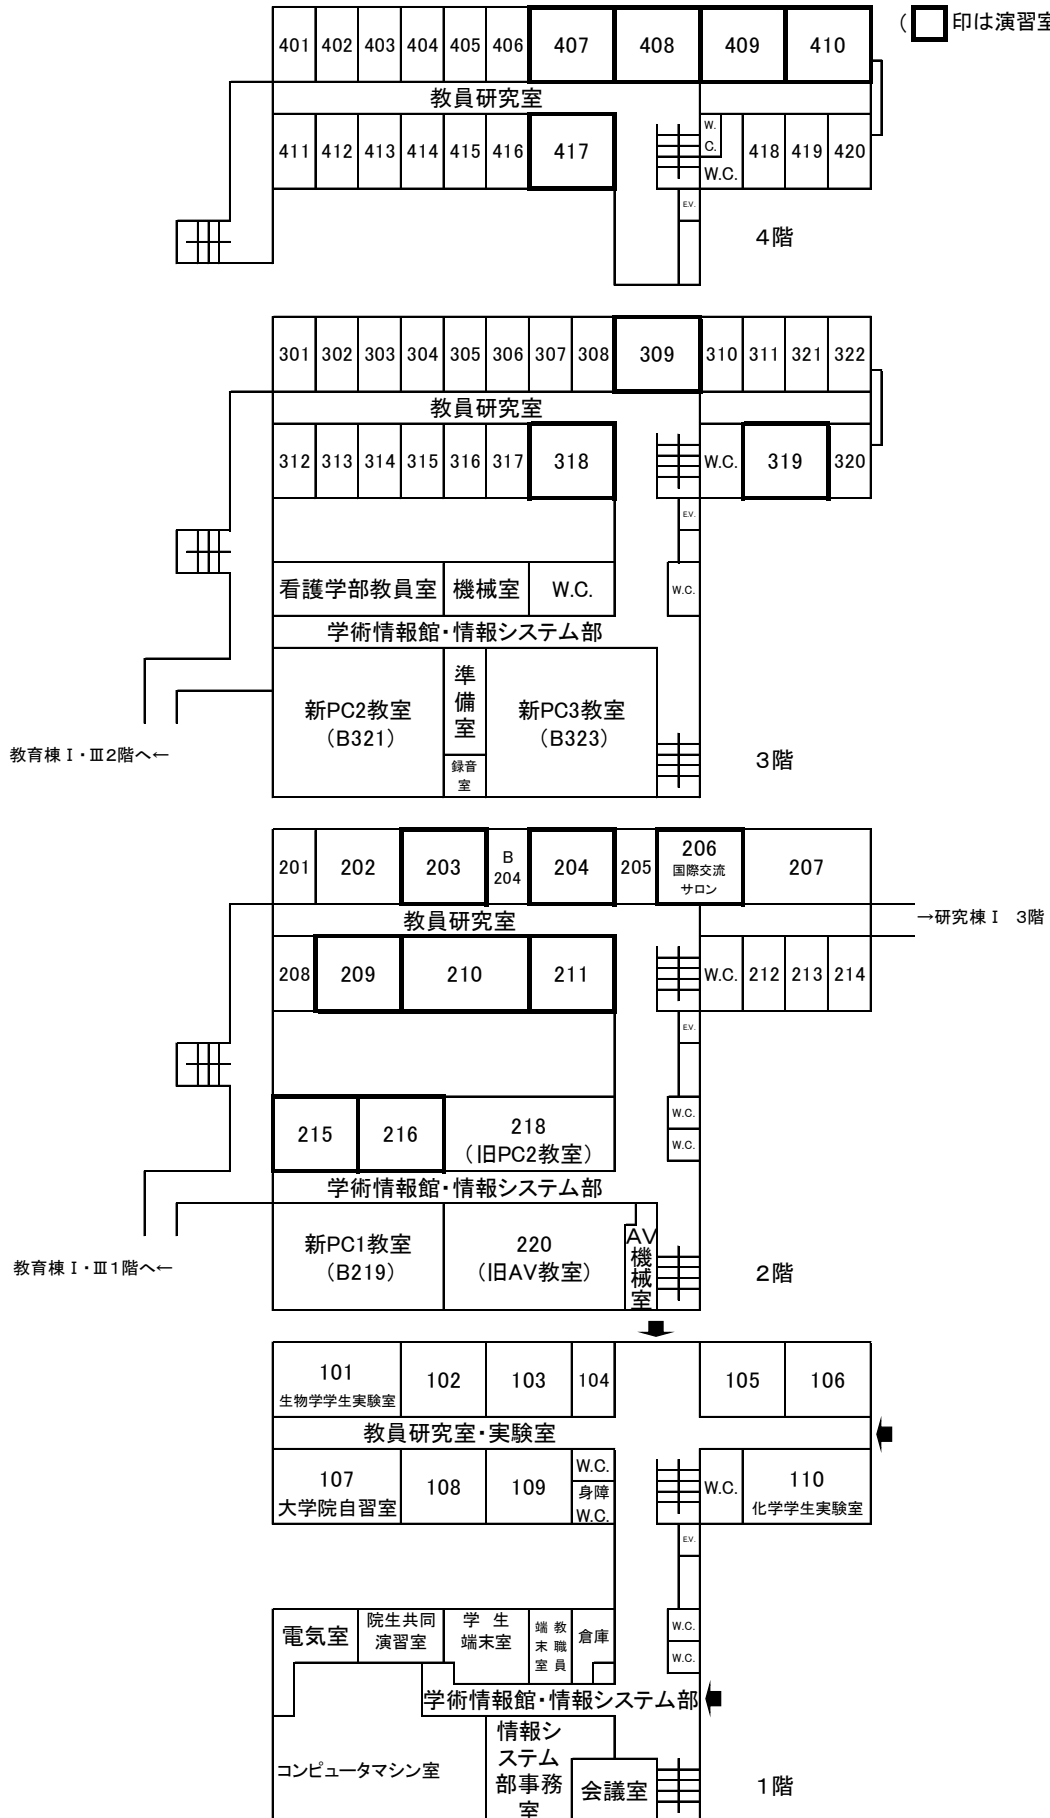 (□印は演習室
401 402 403 404 405 406 407 408 409 410
教員研究室
411 412 413 414 415 416 417 W.C. W.C. 418 419 420
E.V.
4階
301 302 303 304 305 306 307 308 309 310 311 321 322
教員研究室
312 313 314 315 316 317 318 W.C. 319 320
E.V.
看護学部教員室 機械室 W.C. W.C.
学術情報館・情報システム部
新PC2教室
(B321)
準備室
録音室
新PC3教室
(B323)
教育棟Ⅰ・Ⅲ2階へ←
3階
201 202 203 B204 204 205 206 207
国際交流
サロン
教員研究室
→研究棟Ⅰ 3階
208 209 210 211 W.C. 212 213 214
E.V.
215 216 218
(旧PC2教室)
W.C.
W.C.
学術情報館・情報システム部
新PC1教室
(B219)
220
(旧AV教室)
AV機械室
教育棟Ⅰ・Ⅲ1階へ←
2階
101 102 103 104 105 106
生物学学生実験室
教員研究室・実験室
107 108 109 W.C. W.C. 110
大学院自習室
身障
W.C.
化学学生実験室
E.V.
電気室
院生共同
演習室
学 生
端末室
教職員
端末室
倉庫
W.C.
W.C.
学術情報館・情報システム部
コンピュータマシン室
情報シ
ステム
部事務
室
会議室
1階